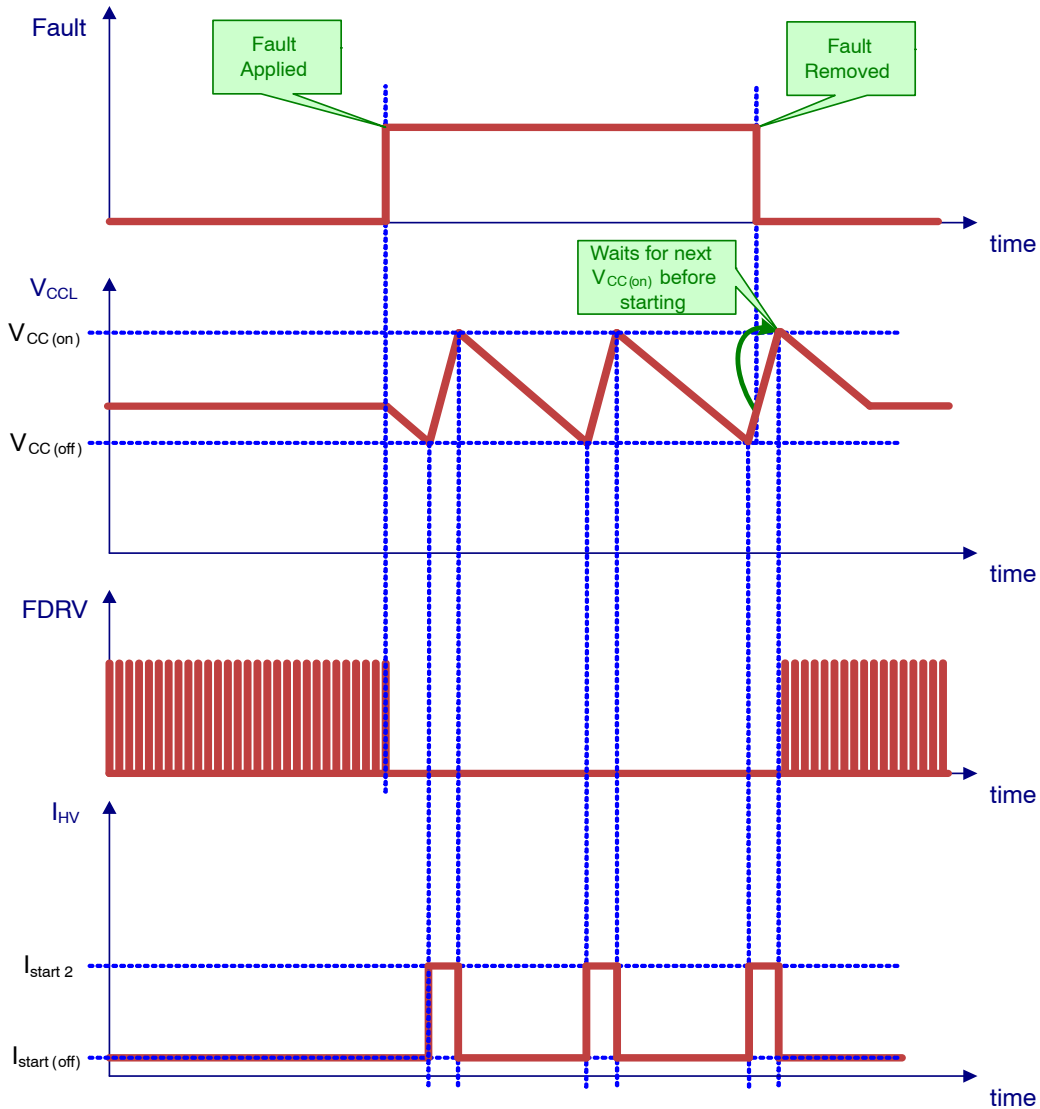 Fault
Fault
Applied
Fault
Removed
time
Waits for next
VCC(on) before
starting
VCCL
VCC (on)
VCC (off)
time
FDRV
time
IHV
Istart 2
Istart (off)
time